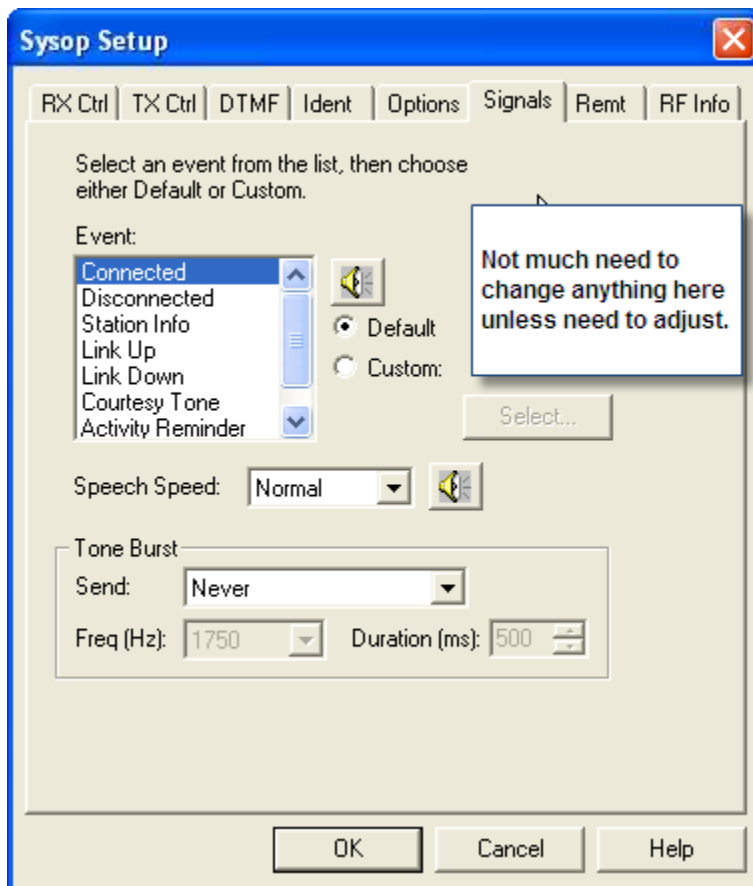 Sysop Setup
RX Ctrl TX Ctrl DTMF Ident Options Signals Remt RF Info
Select an event from the list, then choose
either Default or Custom.
Event:
Connected
Disconnected
Station Info
Link Up
Link Down
Courtesy Tone
Activity Reminder
Default
Custom:
Select...
Not much need to
change anything here
unless need to adjust.
Speech Speed: Normal
Tone Burst
Send: Never
Freq (Hz): 1750 Duration (ms): 500
OK Cancel Help